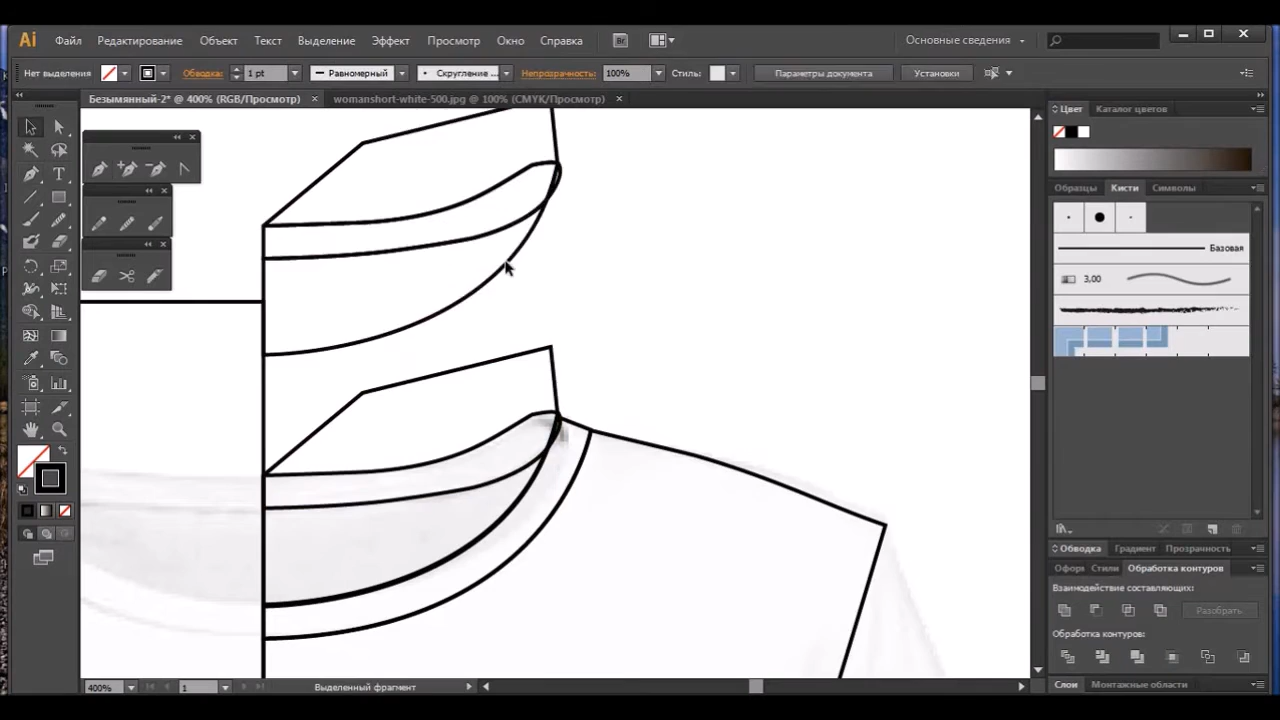 Ai Файл Редактирование Объект Текст Выделение Эффект Просмотр Окно Справка Br Основные сведения
Нет выделения Обводка: 1 pt Равномерный Скругление ... Непрозрачность: 100% Стиль: Параметры документа Установки
Безымянный-2* @ 400% (RGB/Просмотр) womanshort-white-500.jpg @ 100% (CMYK/Просмотр)
Цвет Каталог цветов
Образцы Кисти Символы
Базовая
3,00
Обводка Градиент Прозрачность
Офор Стили Обработка контуров
Взаимодействие составляющих:
Разобрать
Обработка контуров:
Слои Монтажные области
400% 1 Выделенный фрагмент